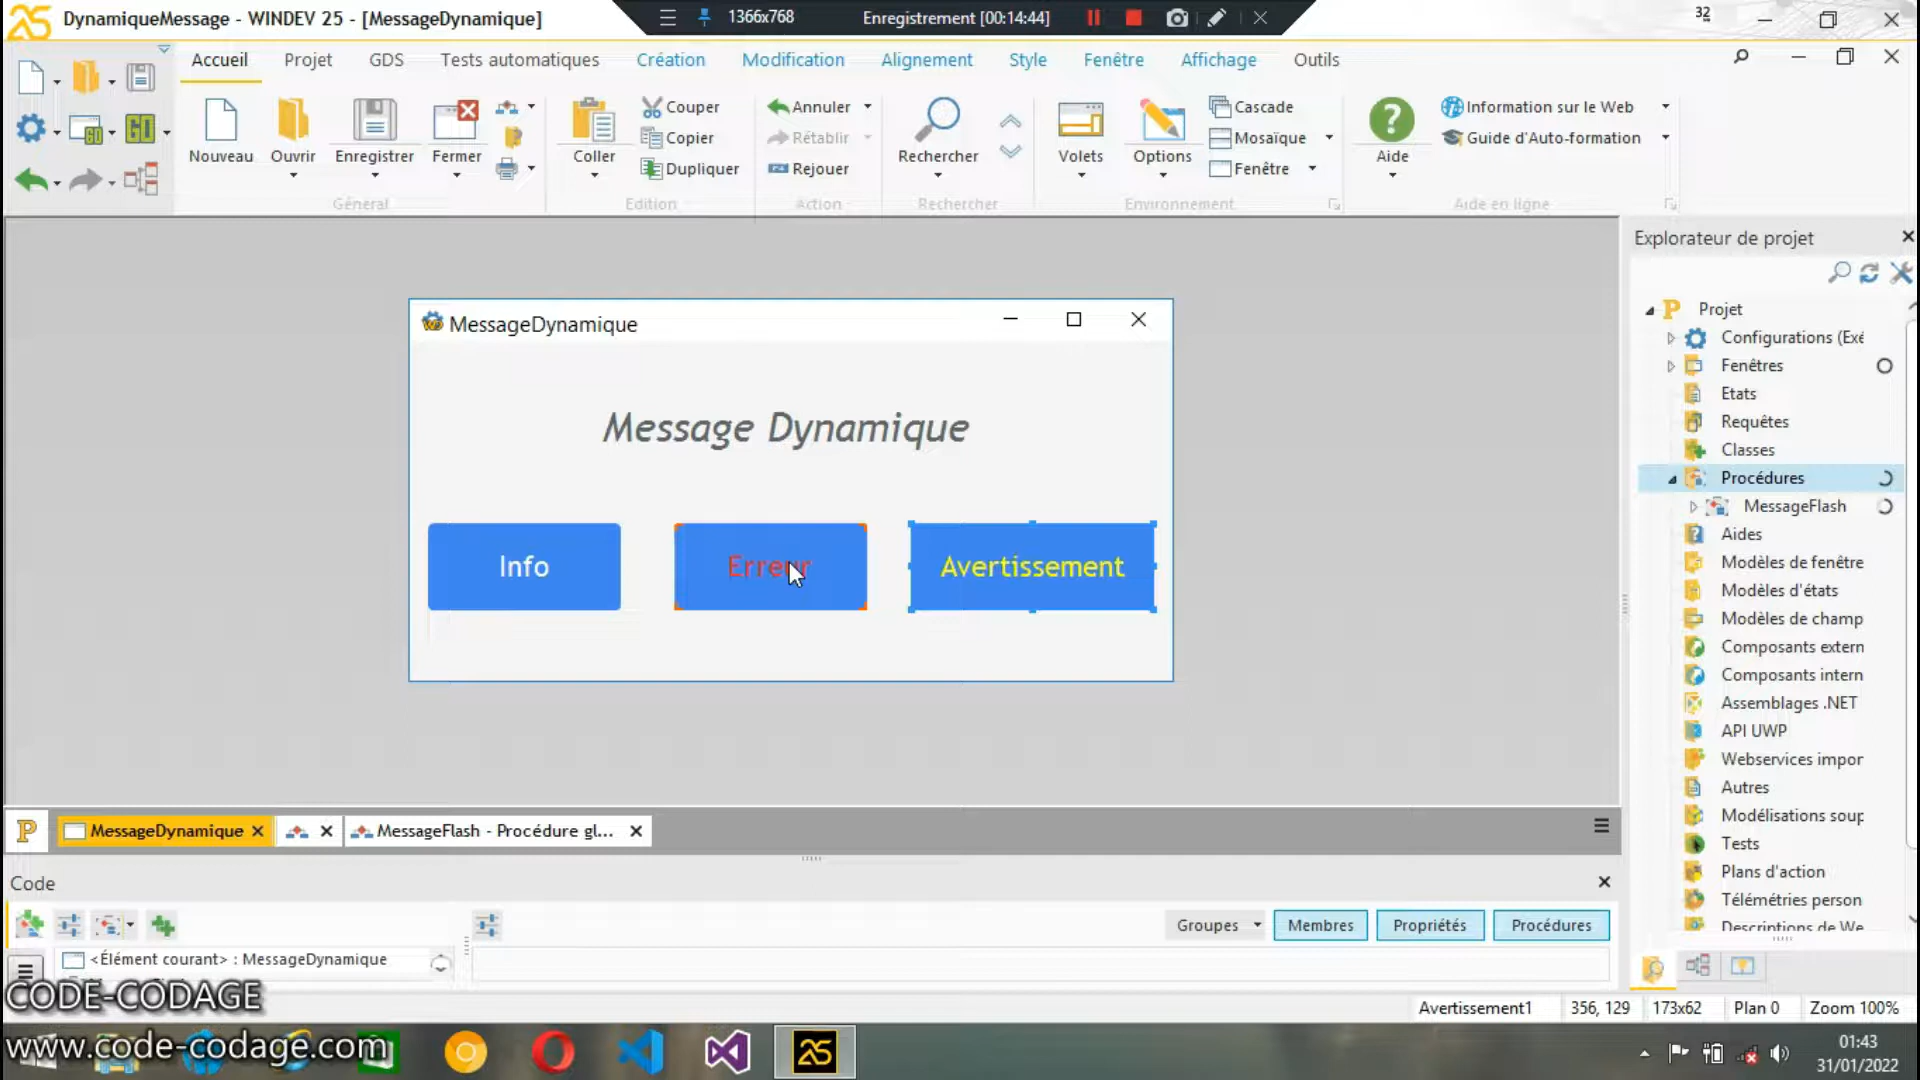 DynamiqueMessage - WINDEV 25 - [MessageDynamique]
1366x768
Enregistrement [00:14:44]
32
Accueil
Projet
GDS
Tests automatiques
Création
Modification
Alignement
Style
Fenêtre
Affichage
Outils
Nouveau
Ouvrir
Enregistrer
Fermer
Général
Coller
Couper
Copier
Dupliquer
Edition
Annuler
Rétablir
Rejouer
Action
Rechercher
Rechercher
Volets
Options
Cascade
Mosaïque
Fenêtre
Environnement
Aide
Information sur le Web
Guide d'Auto-formation
Aide en ligne
MessageDynamique
Message Dynamique
Info
Erreur
Avertissement
Explorateur de projet
Projet
Configurations (Exé
Fenêtres
Etats
Requêtes
Classes
Procédures
MessageFlash
Aides
Modèles de fenêtre
Modèles d'états
Modèles de champ
Composants extern
Composants intern
Assemblages .NET
API UWP
Webservices impor
Autres
Modélisations soup
Tests
Plans d'action
Télémétries person
Descriptions de We
MessageDynamique
MessageFlash - Procédure gl...
Code
Groupes
Membres
Propriétés
Procédures
<Élément courant> : MessageDynamique
CODE-CODAGE
Avertissement1
356, 129
173x62
Plan 0
Zoom 100%
www.code-codage.com
25
01:43
31/01/2022